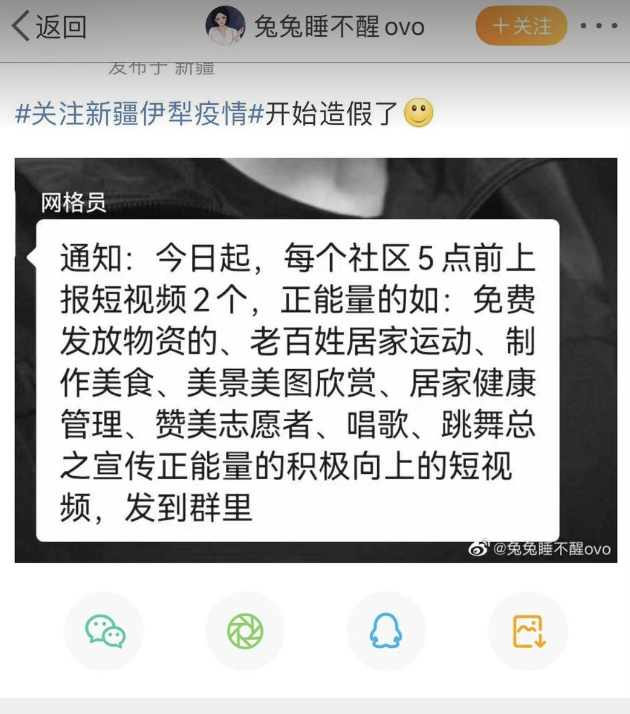 返回
兔兔睡不醒ovo
+关注
发布于 新疆
#关注新疆伊犁疫情#开始造假了
网格员
通知：今日起，每个社区5点前上
报短视频2个，正能量的如：免费
发放物资的、老百姓居家运动、制
作美食、美景美图欣赏、居家健康
管理、赞美志愿者、唱歌、跳舞总
之宣传正能量的积极向上的短视
频，发到群里
@兔兔睡不醒ovo